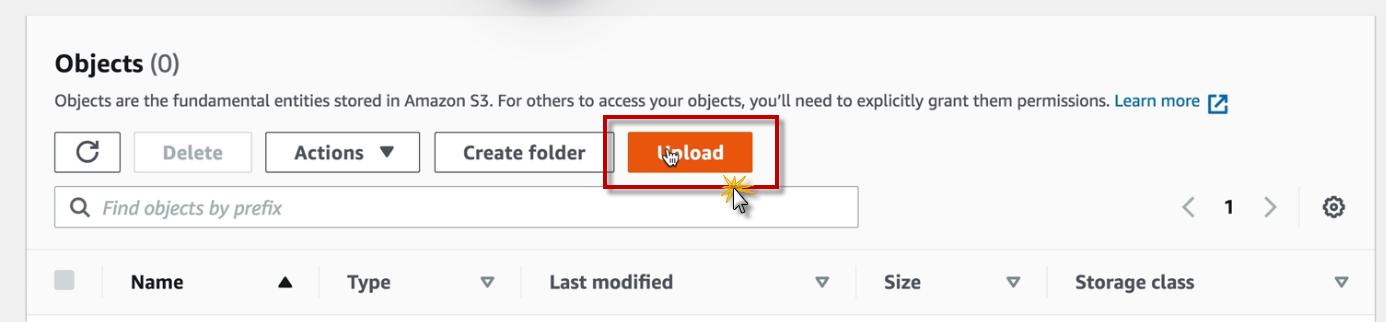 Objects (0)
Objects are the fundamental entities stored in Amazon S3. For others to access your objects, you'll need to explicitly grant them permissions. Learn more
Delete Actions Create folder Upload
Find objects by prefix
1
Name Type Last modified Size Storage class